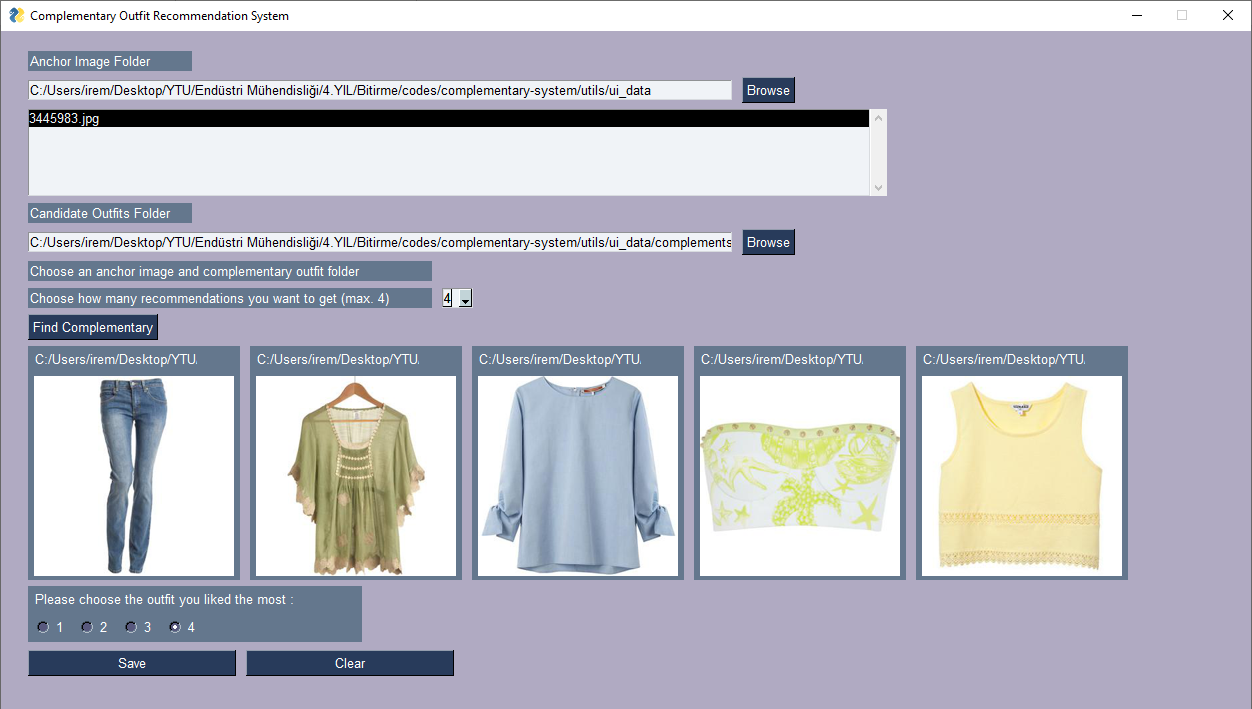 Complementary Outfit Recommendation System
Anchor Image Folder
C:/Users/irem/Desktop/YTU/Endüstri Mühendisliği/4.YIL/Bitirme/codes/complementary-system/utils/ui_data
Browse
3445983.jpg
Candidate Outfits Folder
C:/Users/irem/Desktop/YTU/Endüstri Mühendisliği/4.YIL/Bitirme/codes/complementary-system/utils/ui_data/complements
Browse
Choose an anchor image and complementary outfit folder
Choose how many recommendations you want to get (max. 4)
4
Find Complementary
C:/Users/irem/Desktop/YTU
C:/Users/irem/Desktop/YTU
C:/Users/irem/Desktop/YTU
C:/Users/irem/Desktop/YTU
C:/Users/irem/Desktop/YTU
Please choose the outfit you liked the most :
1 2 3 4
Save
Clear